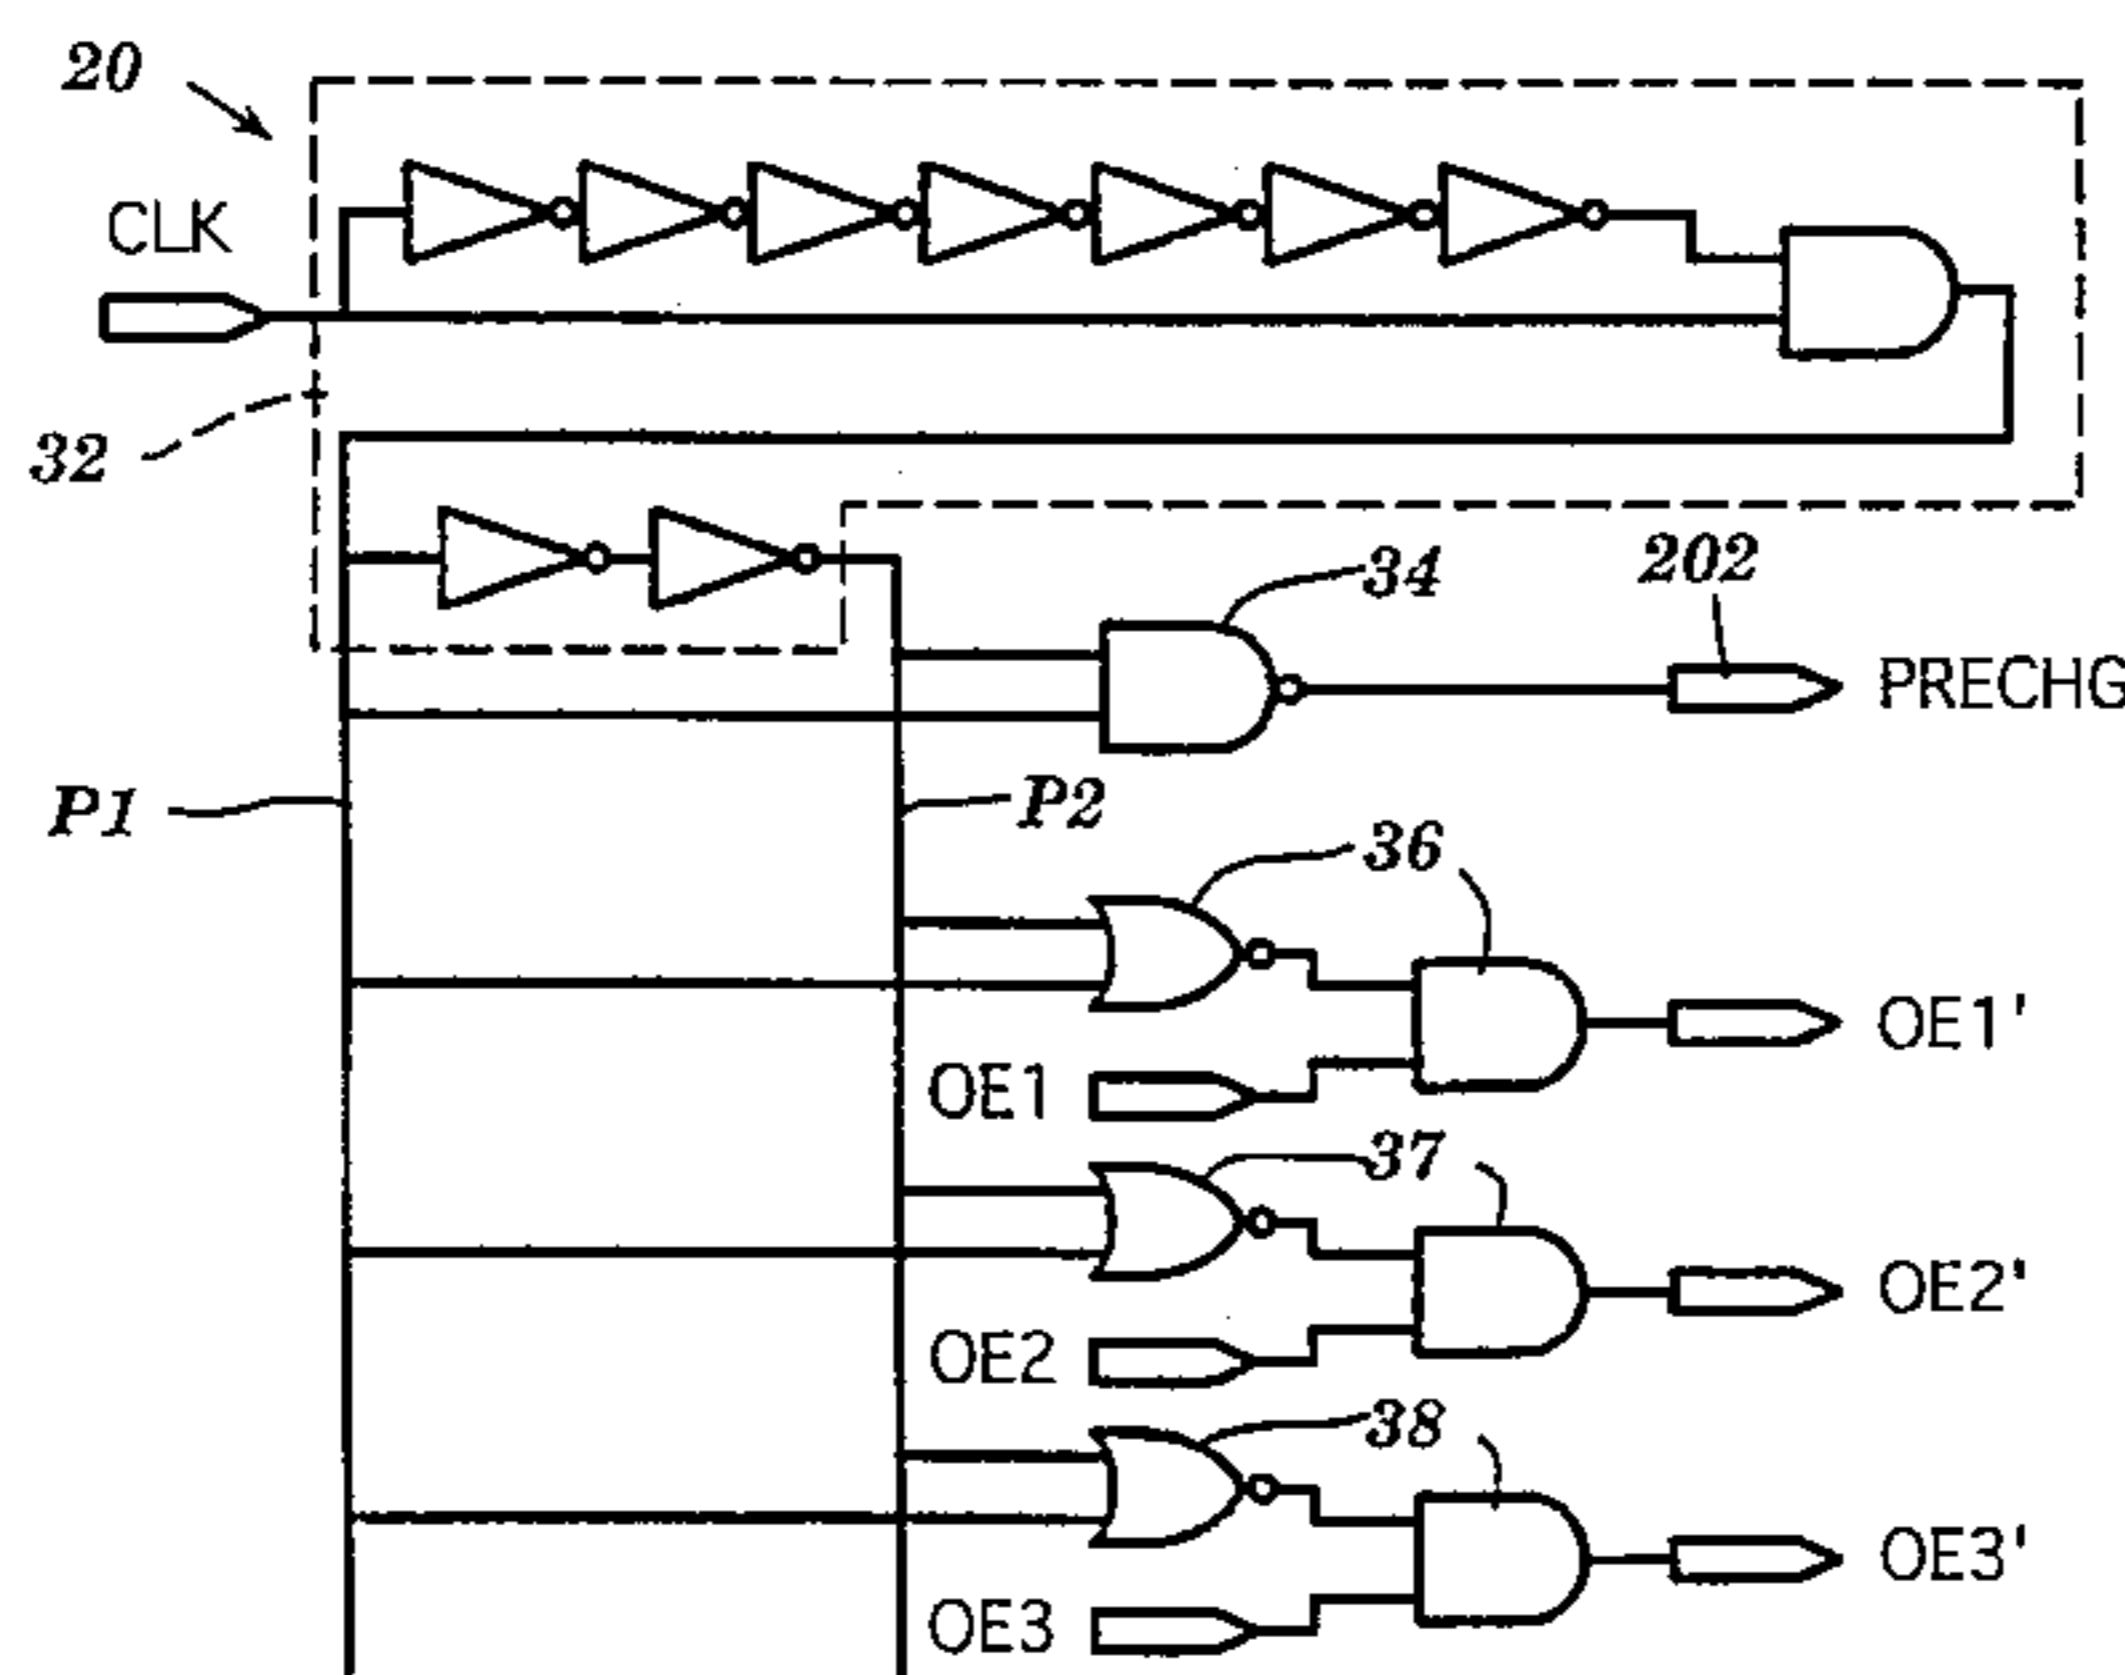 20
CLK
32
34
202
PRECHG
P1
P2
36
OE1'
OE1
37
OE2'
OE2
38
OE3'
OE3